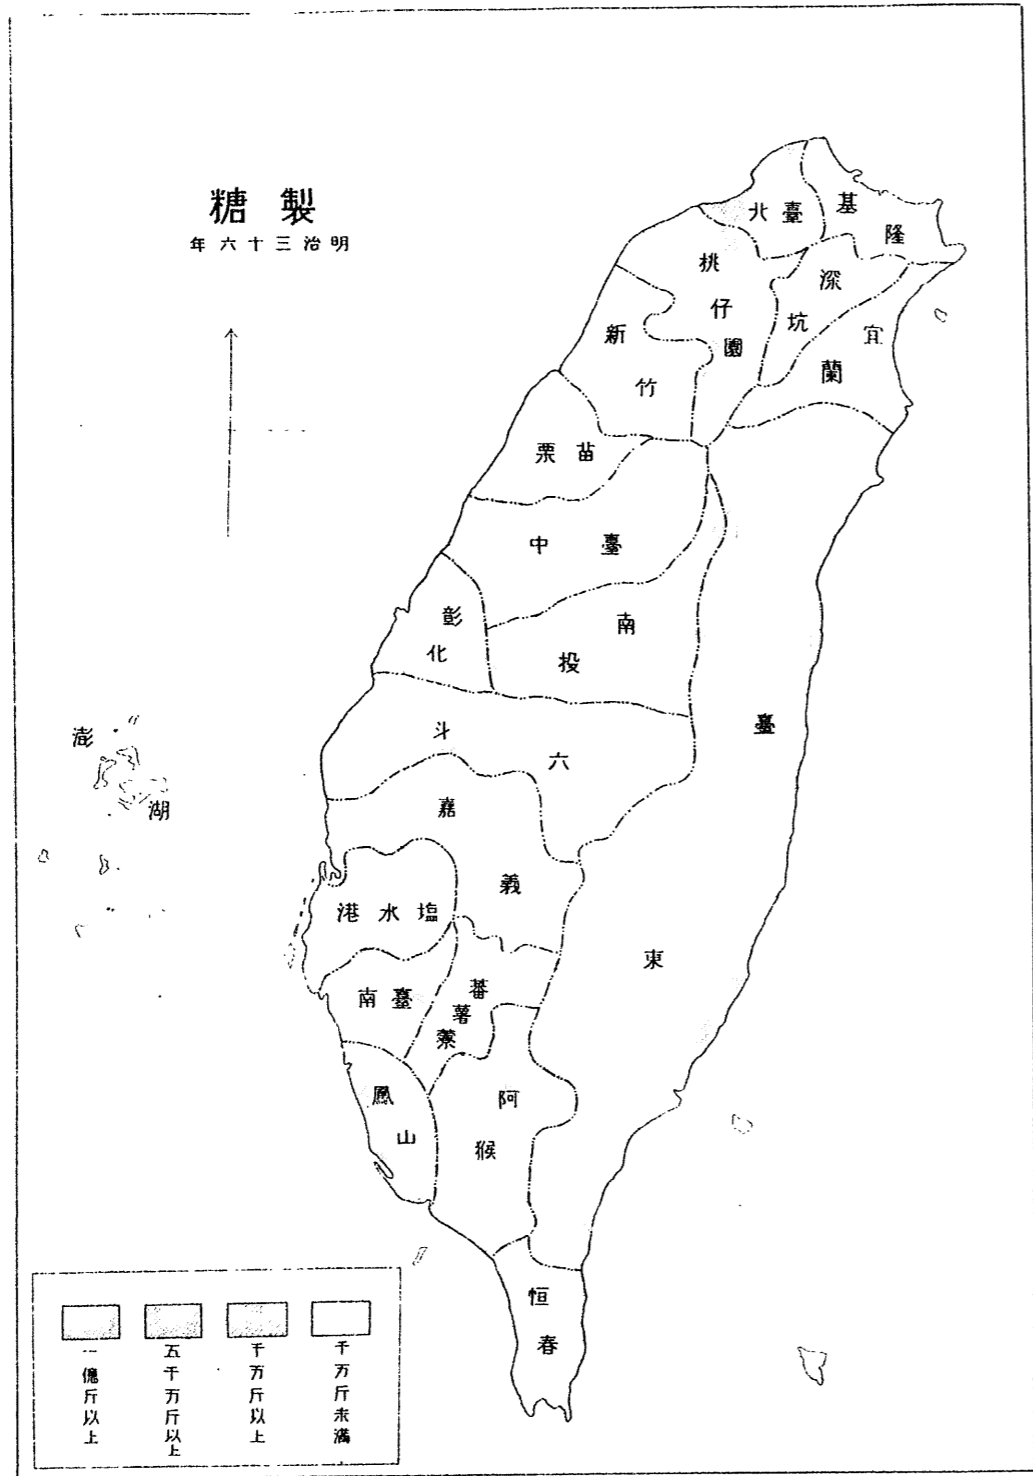 製糖
明治三十六年
臺北
基隆
桃仔園
深坑
宜蘭
新竹
苗栗
臺中
彰化
南投
斗六
嘉義
澎湖
塩水港
臺南
蕃薯藔
鳳山
阿猴
恒春
臺東
千万斤未滿
千万斤以上
五千万斤以上
一億斤以上